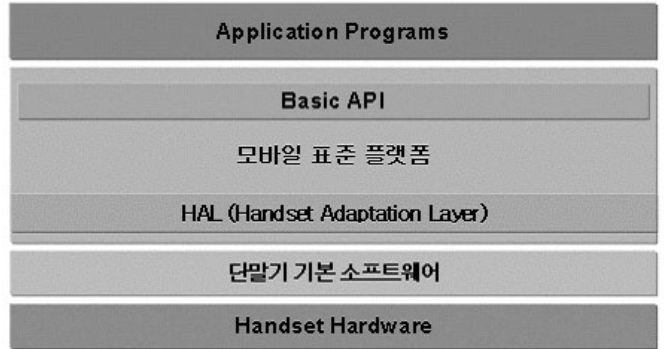 Application Programs
Basic API
모바일 표준 플랫폼
HAL (Handset Adaptation Layer)
단말기 기본 소프트웨어
Handset Hardware